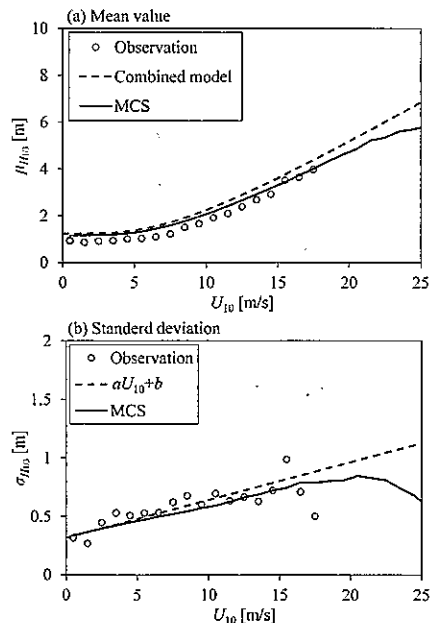 (a) Mean value
Observation
Combined model
MCS
10
8
6
4
2
0
μH1/3 [m]
0 5 10 15 20 25
U10 [m/s]
(b) Standerd deviation
Observation
aU10+b
MCS
2
1.5
1
0.5
0
σH1/3 [m]
0 5 10 15 20 25
U10 [m/s]